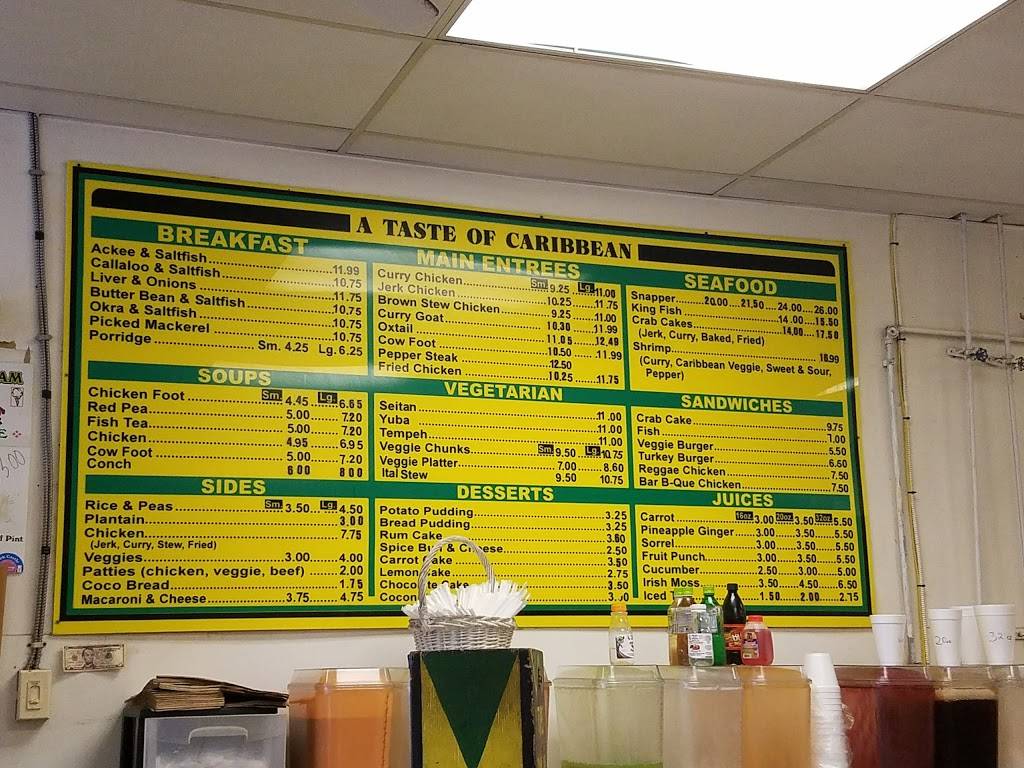 A TASTE OF CARIBBEAN
BREAKFAST
Ackee & Saltfish 11.99
Callaloo & Saltfish 10.75
Liver & Onions 11.75
Butter Bean & Saltfish 10.75
Okra & Saltfish 10.75
Picked Mackerel 10.75
Porridge Sm. 4.25 Lg. 6.25
SOUPS
Chicken Foot Sm. 4.45 Lg. 6.65
Red Pea 5.00 7.20
Fish Tea 5.00 7.20
Chicken 4.95 6.95
Cow Foot 5.00 7.20
Conch 6 00 8 00
SIDES
Rice & Peas Sm. 3.50 Lg. 4.50
Plantain 3.00
Chicken 7.75
(Jerk, Curry, Stew, Fried)
Veggies 3.00 4.00
Patties (chicken, veggie, beef) 2.00
Coco Bread 1.75
Macaroni & Cheese 3.75 4.75
MAIN ENTREES
Curry Chicken Sm. 9.25 Lg. 11.00
Jerk Chicken 10.25 11.75
Brown Stew Chicken 9.25 11.00
Curry Goat 10.30 11.99
Oxtail 11.05 12.49
Cow Foot 10.50 11.99
Pepper Steak 12.50
Fried Chicken 10.25 11.75
VEGETARIAN
Seitan 11.00
Yuba 11.00
Tempeh 11.00
Veggie Chunks Sm. 9.50 Lg. 10.75
Veggie Platter 7.00 8.60
Ital Stew 9.50 10.75
DESSERTS
Potato Pudding 3.25
Bread Pudding 3.25
Rum Cake 3.60
Spice Bun & Cheese 2.50
Carrot Cake 3.50
Lemon Cake 2.75
Chocolate Cake 3.50
Cocon
SEAFOOD
Snapper 20.00 21.50 24.00 26.00
King Fish 14.00 15.50
Crab Cakes 14.00 17.50
(Jerk, Curry, Baked, Fried)
Shrimp 18.99
(Curry, Caribbean Veggie, Sweet & Sour,
Pepper)
SANDWICHES
Crab Cake 9.75
Fish 7.00
Veggie Burger 5.50
Turkey Burger 6.50
Reggae Chicken 7.50
Bar B-Que Chicken 7.50
JUICES
Carrot 16oz. 3.00 20oz. 3.50 32oz. 5.50
Pineapple Ginger 3.00 3.50 5.50
Sorrel 3.00 3.50 5.50
Fruit Punch 3.00 3.50 5.50
Cucumber 2.50 3.00 5.00
Irish Moss 3.50 4.50 6.50
Iced 1.50 2.00 2.75
AM
Pint
32